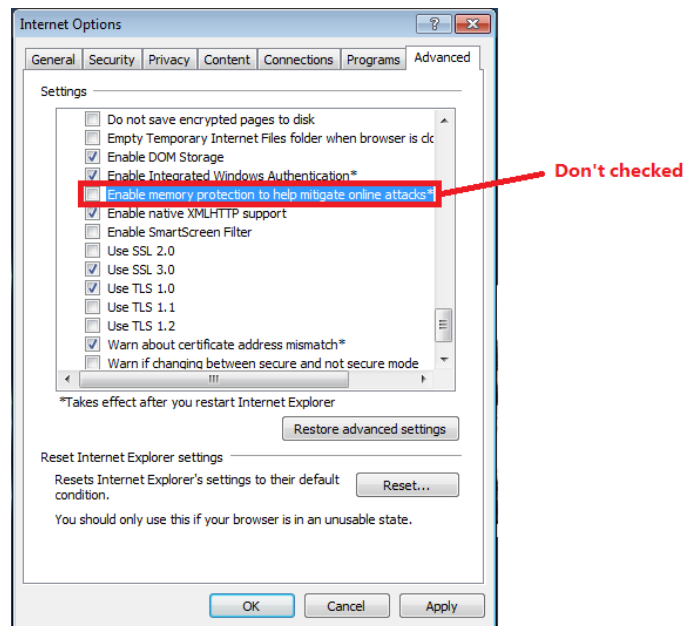 Internet Options
General Security Privacy Content Connections Programs Advanced
Settings
Do not save encrypted pages to disk
Empty Temporary Internet Files folder when browser is clo
Enable DOM Storage
Enable Integrated Windows Authentication*
Enable memory protection to help mitigate online attacks*
Don't checked
Enable native XMLHTTP support
Enable SmartScreen Filter
Use SSL 2.0
Use SSL 3.0
Use TLS 1.0
Use TLS 1.1
Use TLS 1.2
Warn about certificate address mismatch*
Warn if changing between secure and not secure mode
*Takes effect after you restart Internet Explorer
Restore advanced settings
Reset Internet Explorer settings
Resets Internet Explorer's settings to their default
condition.
Reset...
You should only use this if your browser is in an unusable state.
OK Cancel Apply